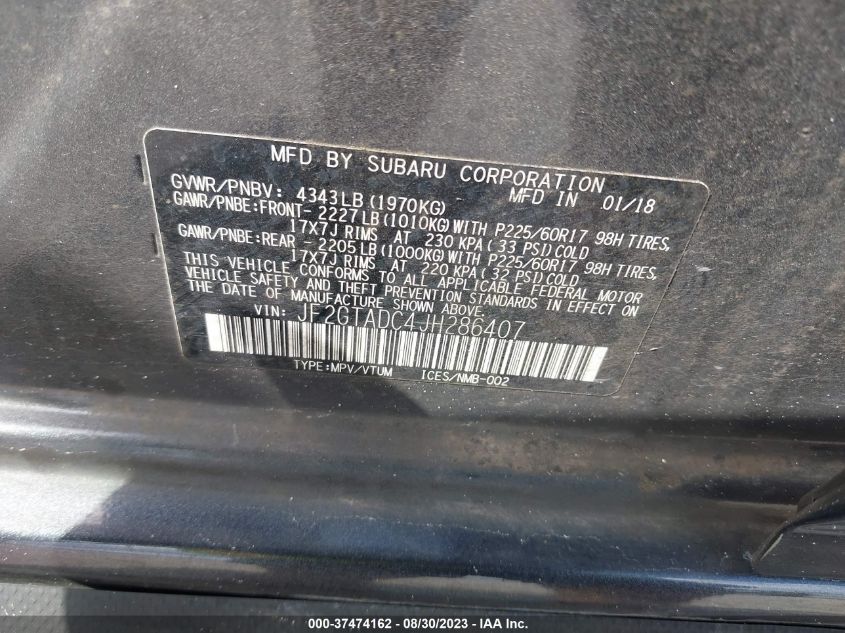 MFD BY SUBARU CORPORATION
GVWR/PNBV: 4343LB(1970KG) MFD IN 01/18
GAWR/PNBE:FRONT- 2227LB(1010KG)WITH P225/60R17 98H TIRES,
17X7J RIMS AT 230 KPA(33 PSI)COLD
GAWR/PNBE:REAR - 2205LB(1000KG)WITH P225/60R17 98H TIRES,
17X7J RIMS AT 220 KPA(32 PSI)COLD
THIS VEHICLE CONFORMS TO ALL APPLICABLE FEDERAL MOTOR
VEHICLE SAFETY AND THEFT PREVENTION STANDARDS IN EFFECT ON
THE DATE OF MANUFACTURE SHOWN ABOVE.
VIN: JF2GTADC4JH286407
TYPE:MPV/VTUM ICES/NMB-002
000-37474162 - 08/30/2023 - © IAA Inc.